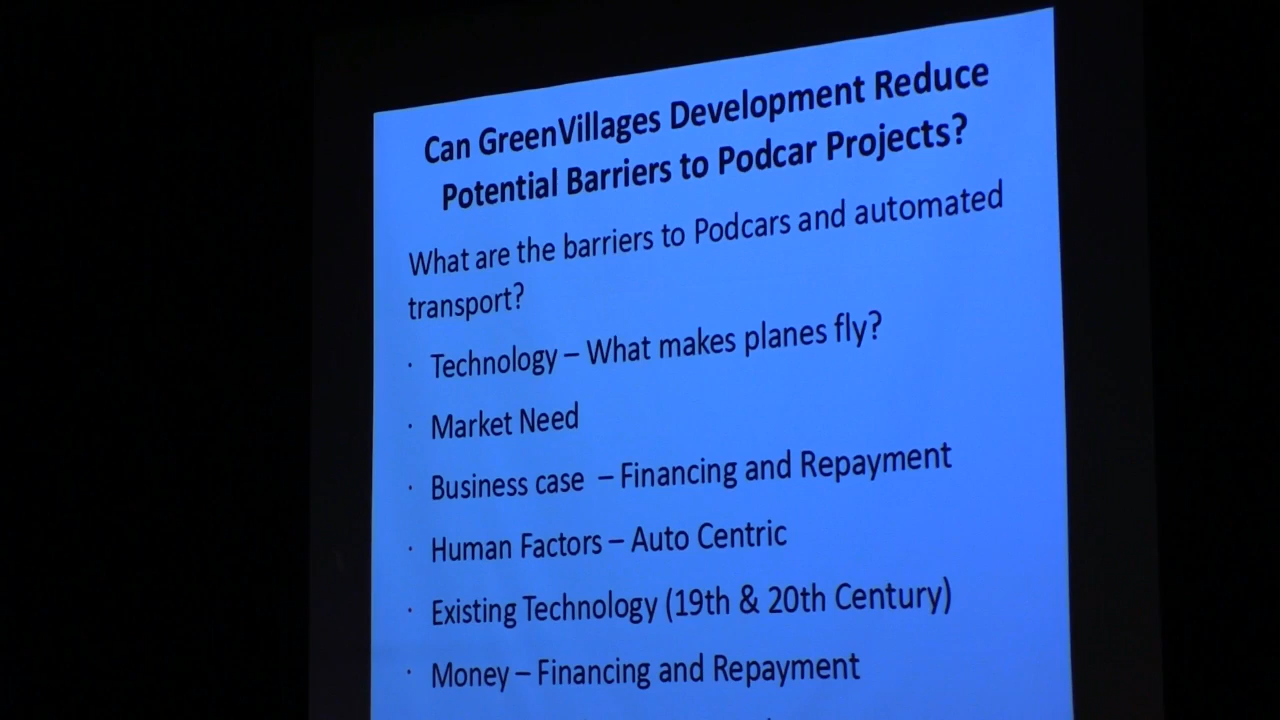 Can GreenVillages Development Reduce
Potential Barriers to Podcar Projects?
What are the barriers to Podcars and automated
transport?
· Technology – What makes planes fly?
· Market Need
· Business case – Financing and Repayment
· Human Factors – Auto Centric
· Existing Technology (19th & 20th Century)
· Money – Financing and Repayment